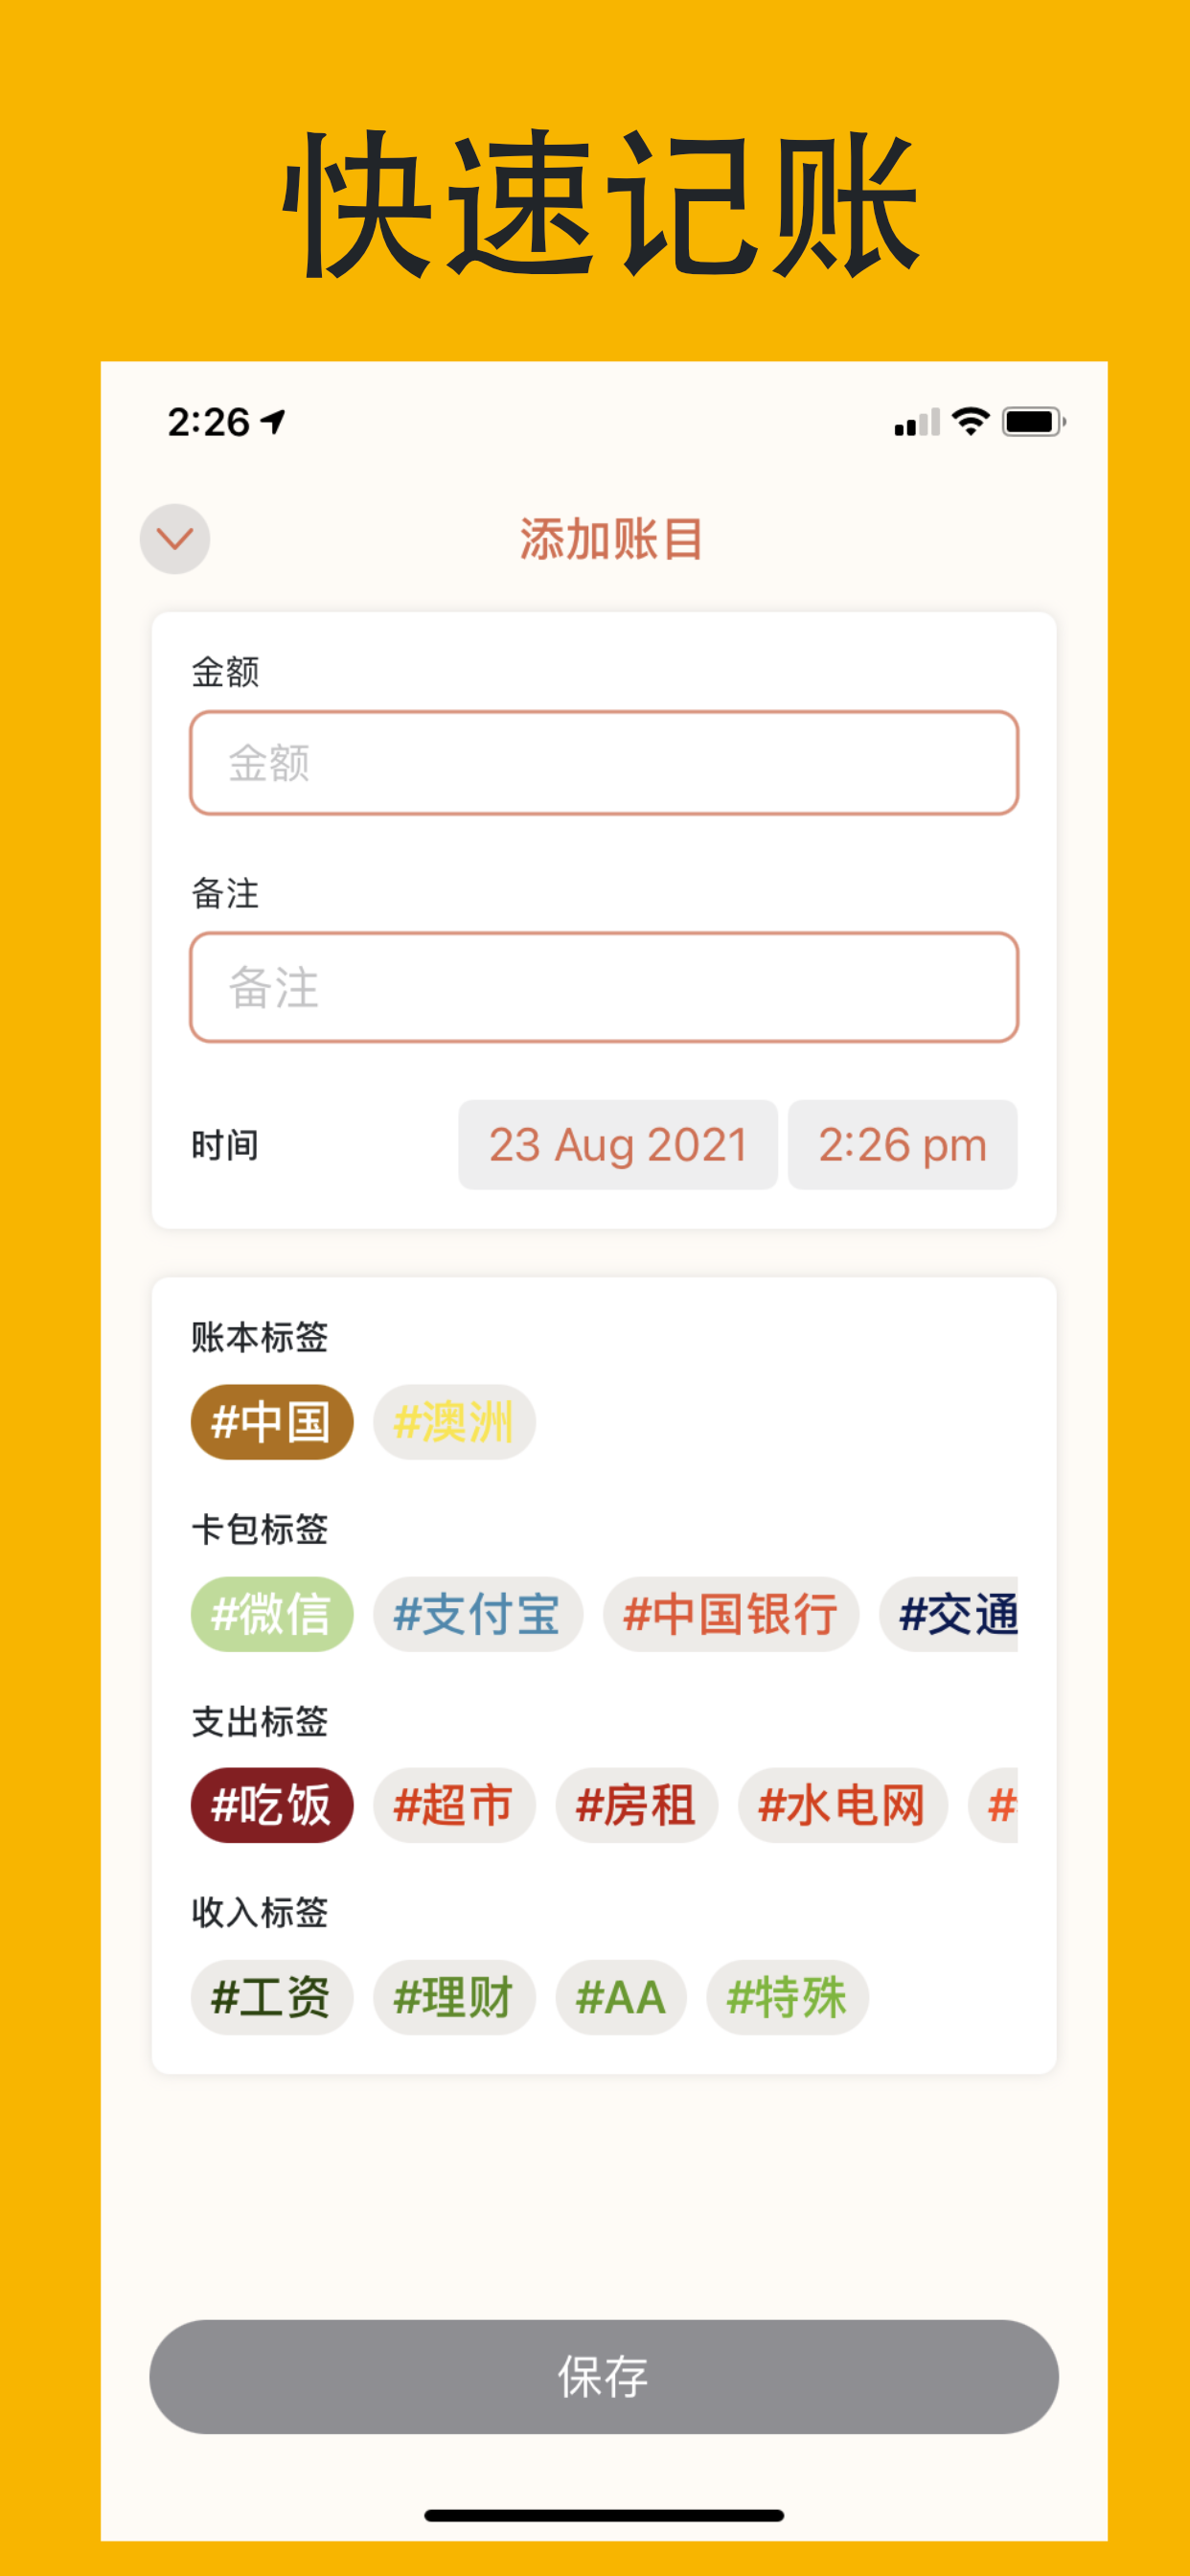 快速记账
2:26
添加账目
金额
金额
备注
备注
时间 23 Aug 2021 2:26 pm
账本标签
#中国 #澳洲
卡包标签
#微信 #支付宝 #中国银行 #交通
支出标签
#吃饭 #超市 #房租 #水电网 #
收入标签
#工资 #理财 #AA #特殊
保存